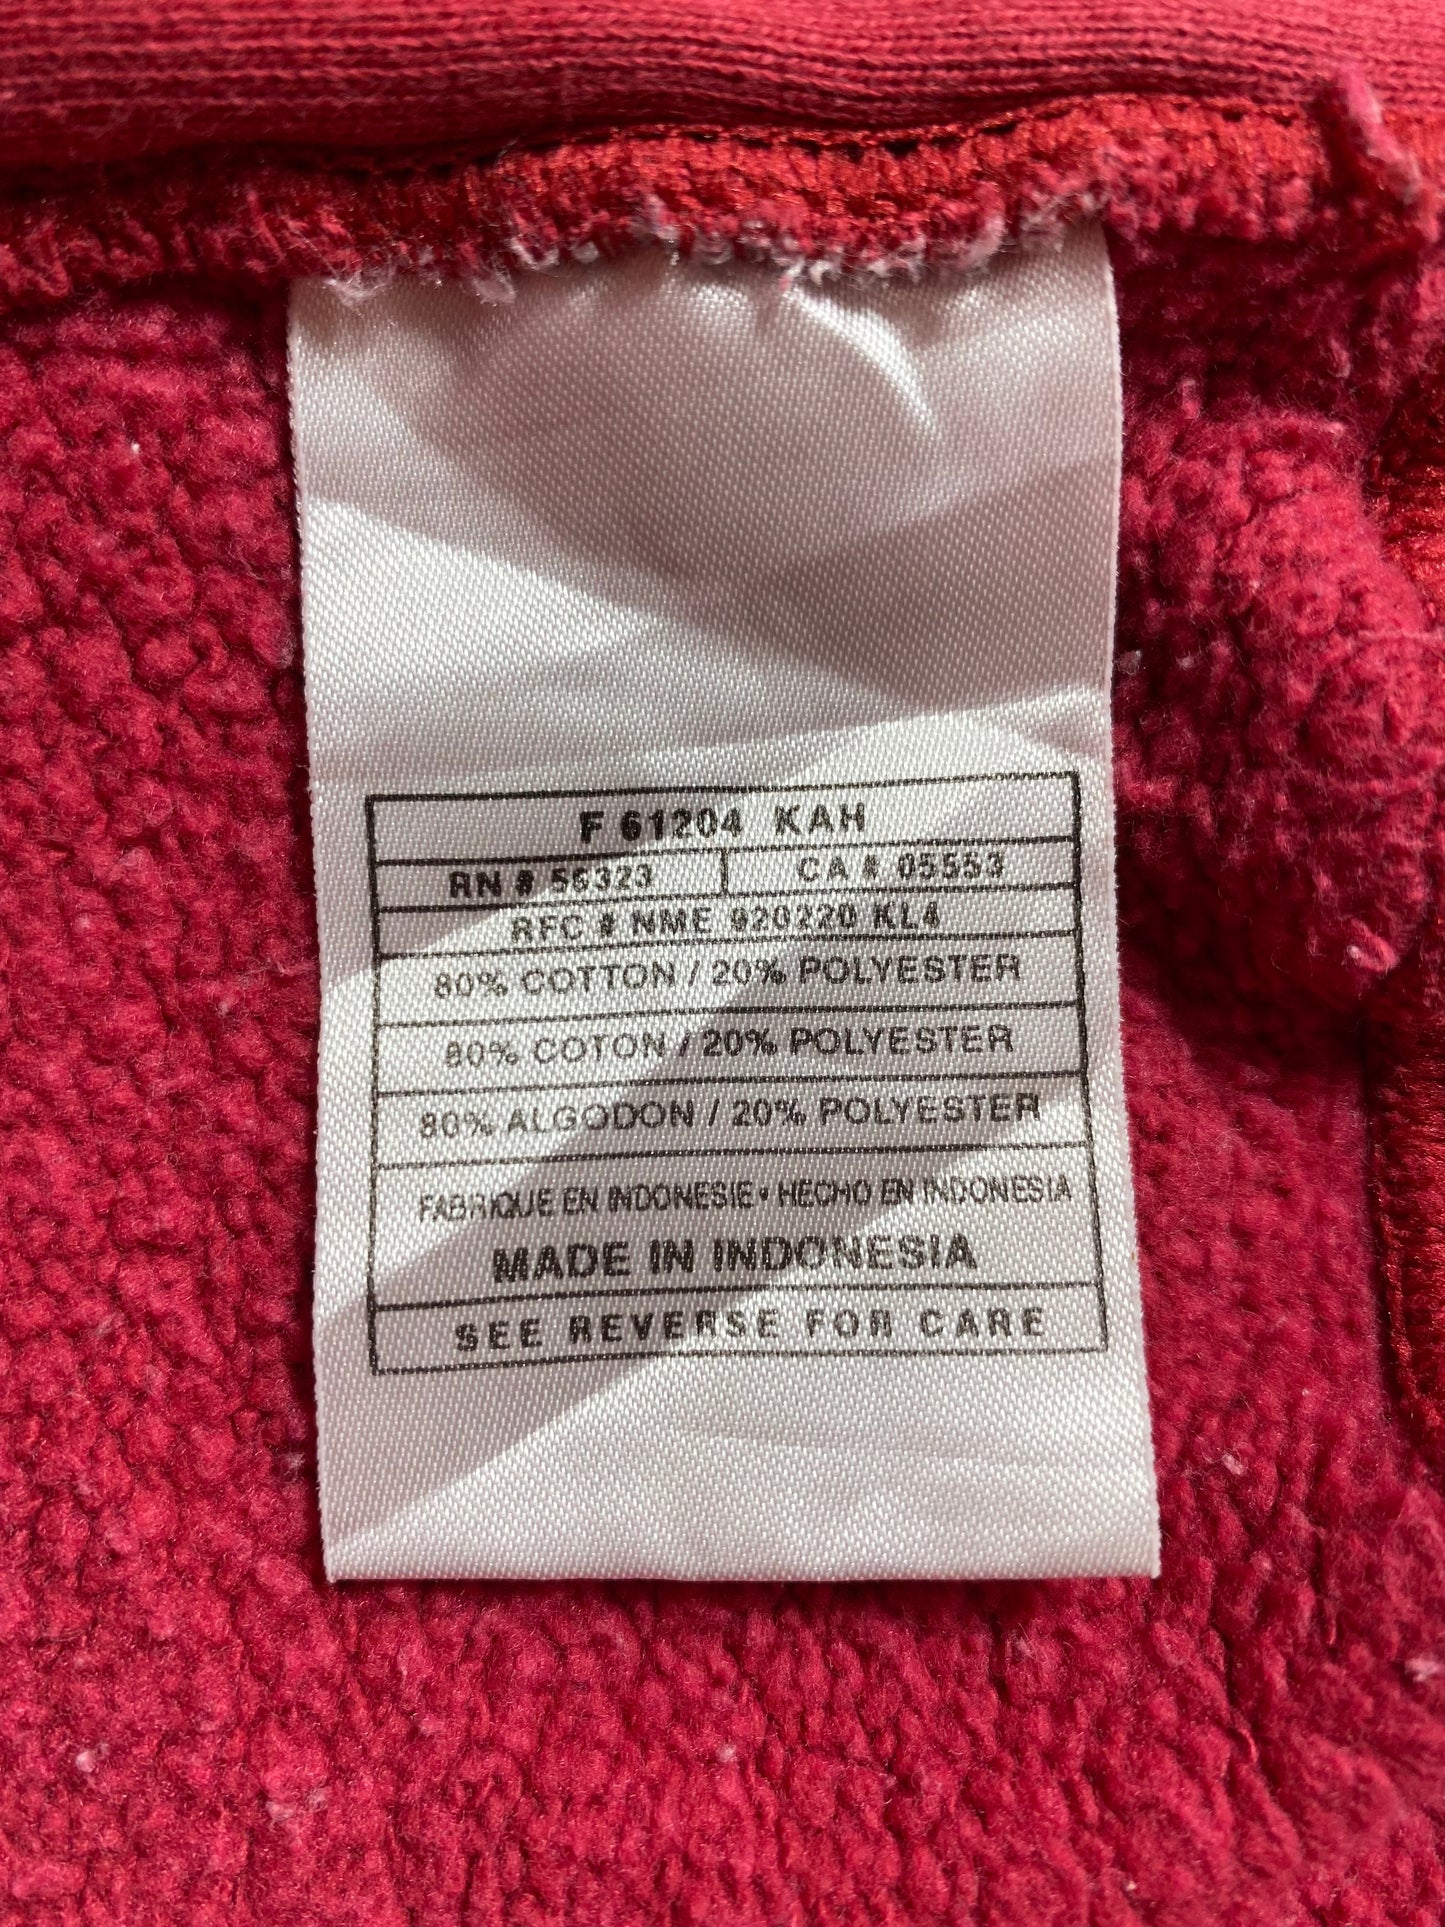 F 61204 KAH
RN # 56323 CA # 05553
RFC # NME 920220 KL4
80% COTTON / 20% POLYESTER
80% COTON / 20% POLYESTER
80% ALGODON / 20% POLYESTER
FABRIQUE EN INDONESIE • HECHO EN INDONESIA
MADE IN INDONESIA
SEE REVERSE FOR CARE